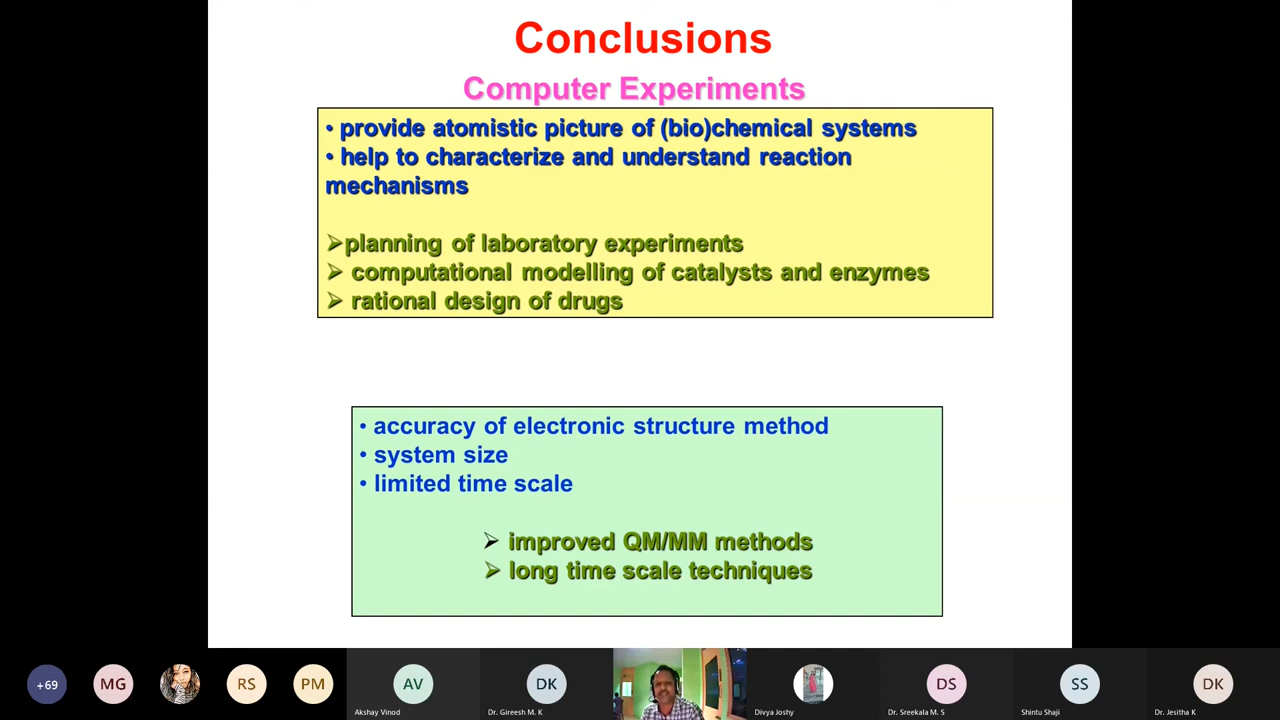 Conclusions
Computer Experiments
• provide atomistic picture of (bio)chemical systems
• help to characterize and understand reaction
mechanisms
➢planning of laboratory experiments
➢ computational modelling of catalysts and enzymes
➢ rational design of drugs
• accuracy of electronic structure method
• system size
• limited time scale
➢ improved QM/MM methods
➢ long time scale techniques
+69
MG
RS
PM
AV
DK
DS
SS
DK
Akshay Vinod
Dr. Gireesh M. K
Divya Joshy
Dr. Sreekala M. S
Shintu Shaji
Dr. Jesitha K